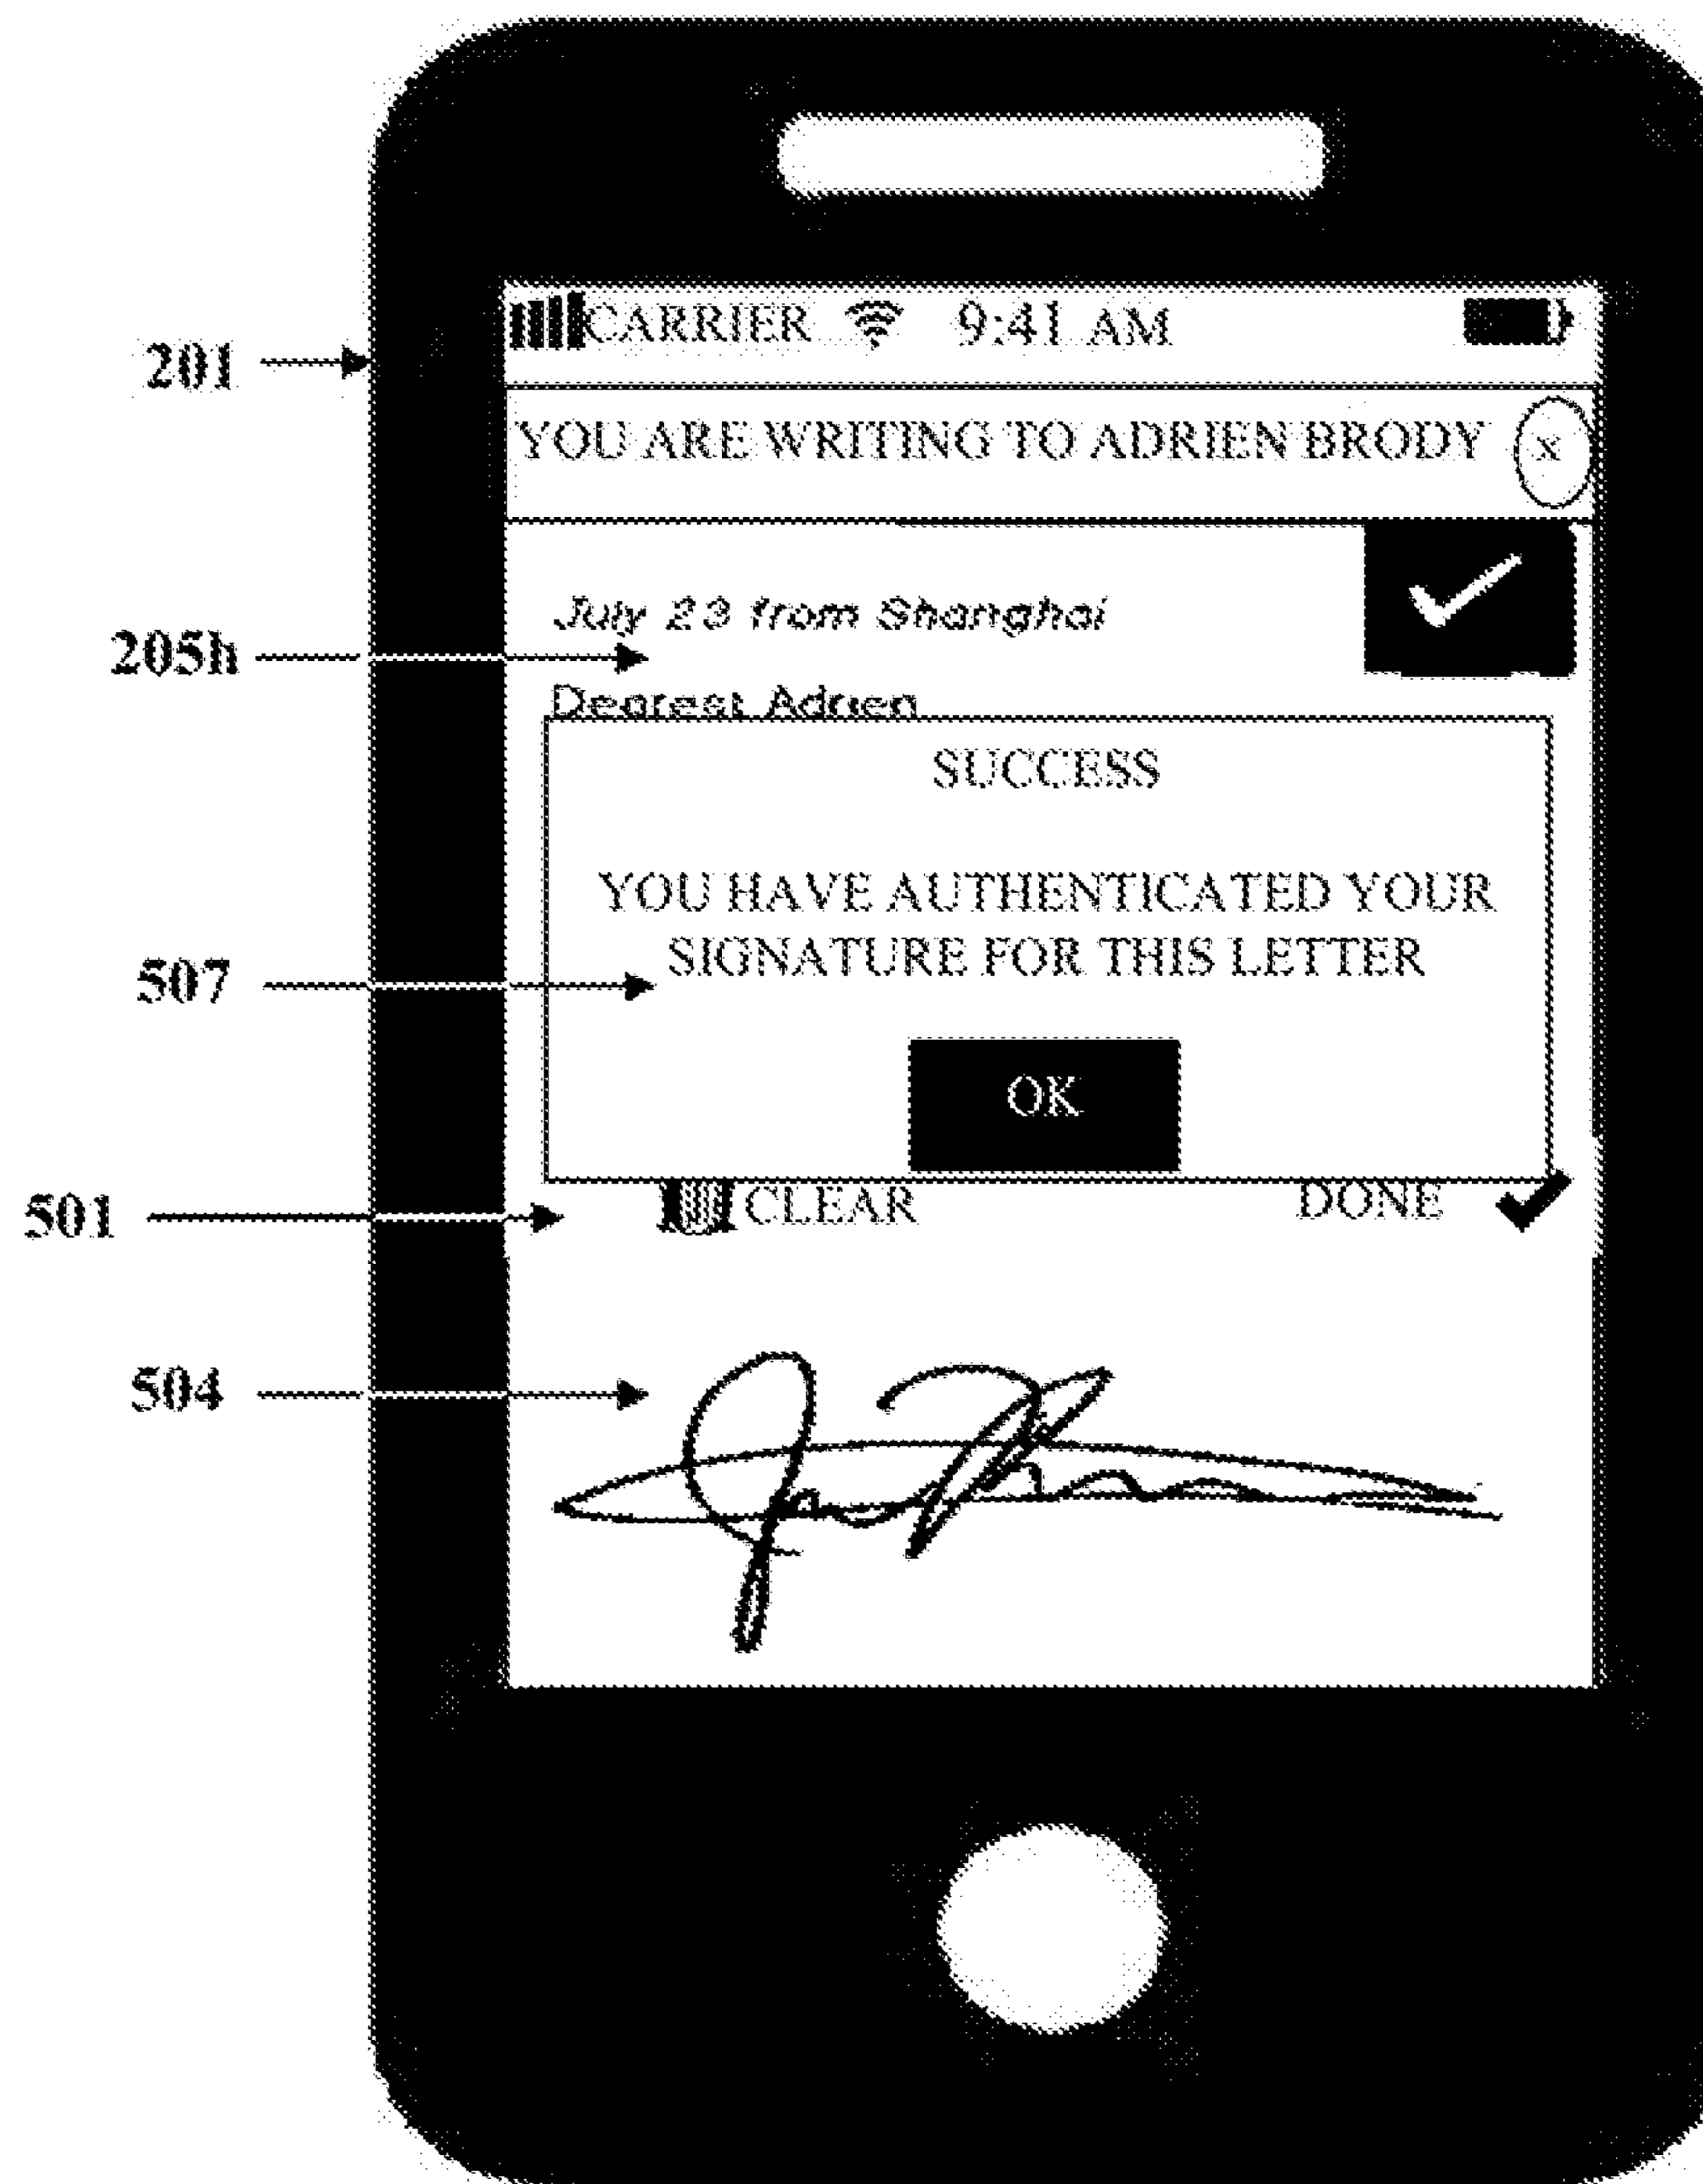 CARRIER 9:41 AM
201
YOU ARE WRITING TO ADRIEN BRODY x
July 23 from Shanghai
205h
Dearest Adrien
SUCCESS
YOU HAVE AUTHENTICATED YOUR
SIGNATURE FOR THIS LETTER
507
OK
501
CLEAR DONE
504